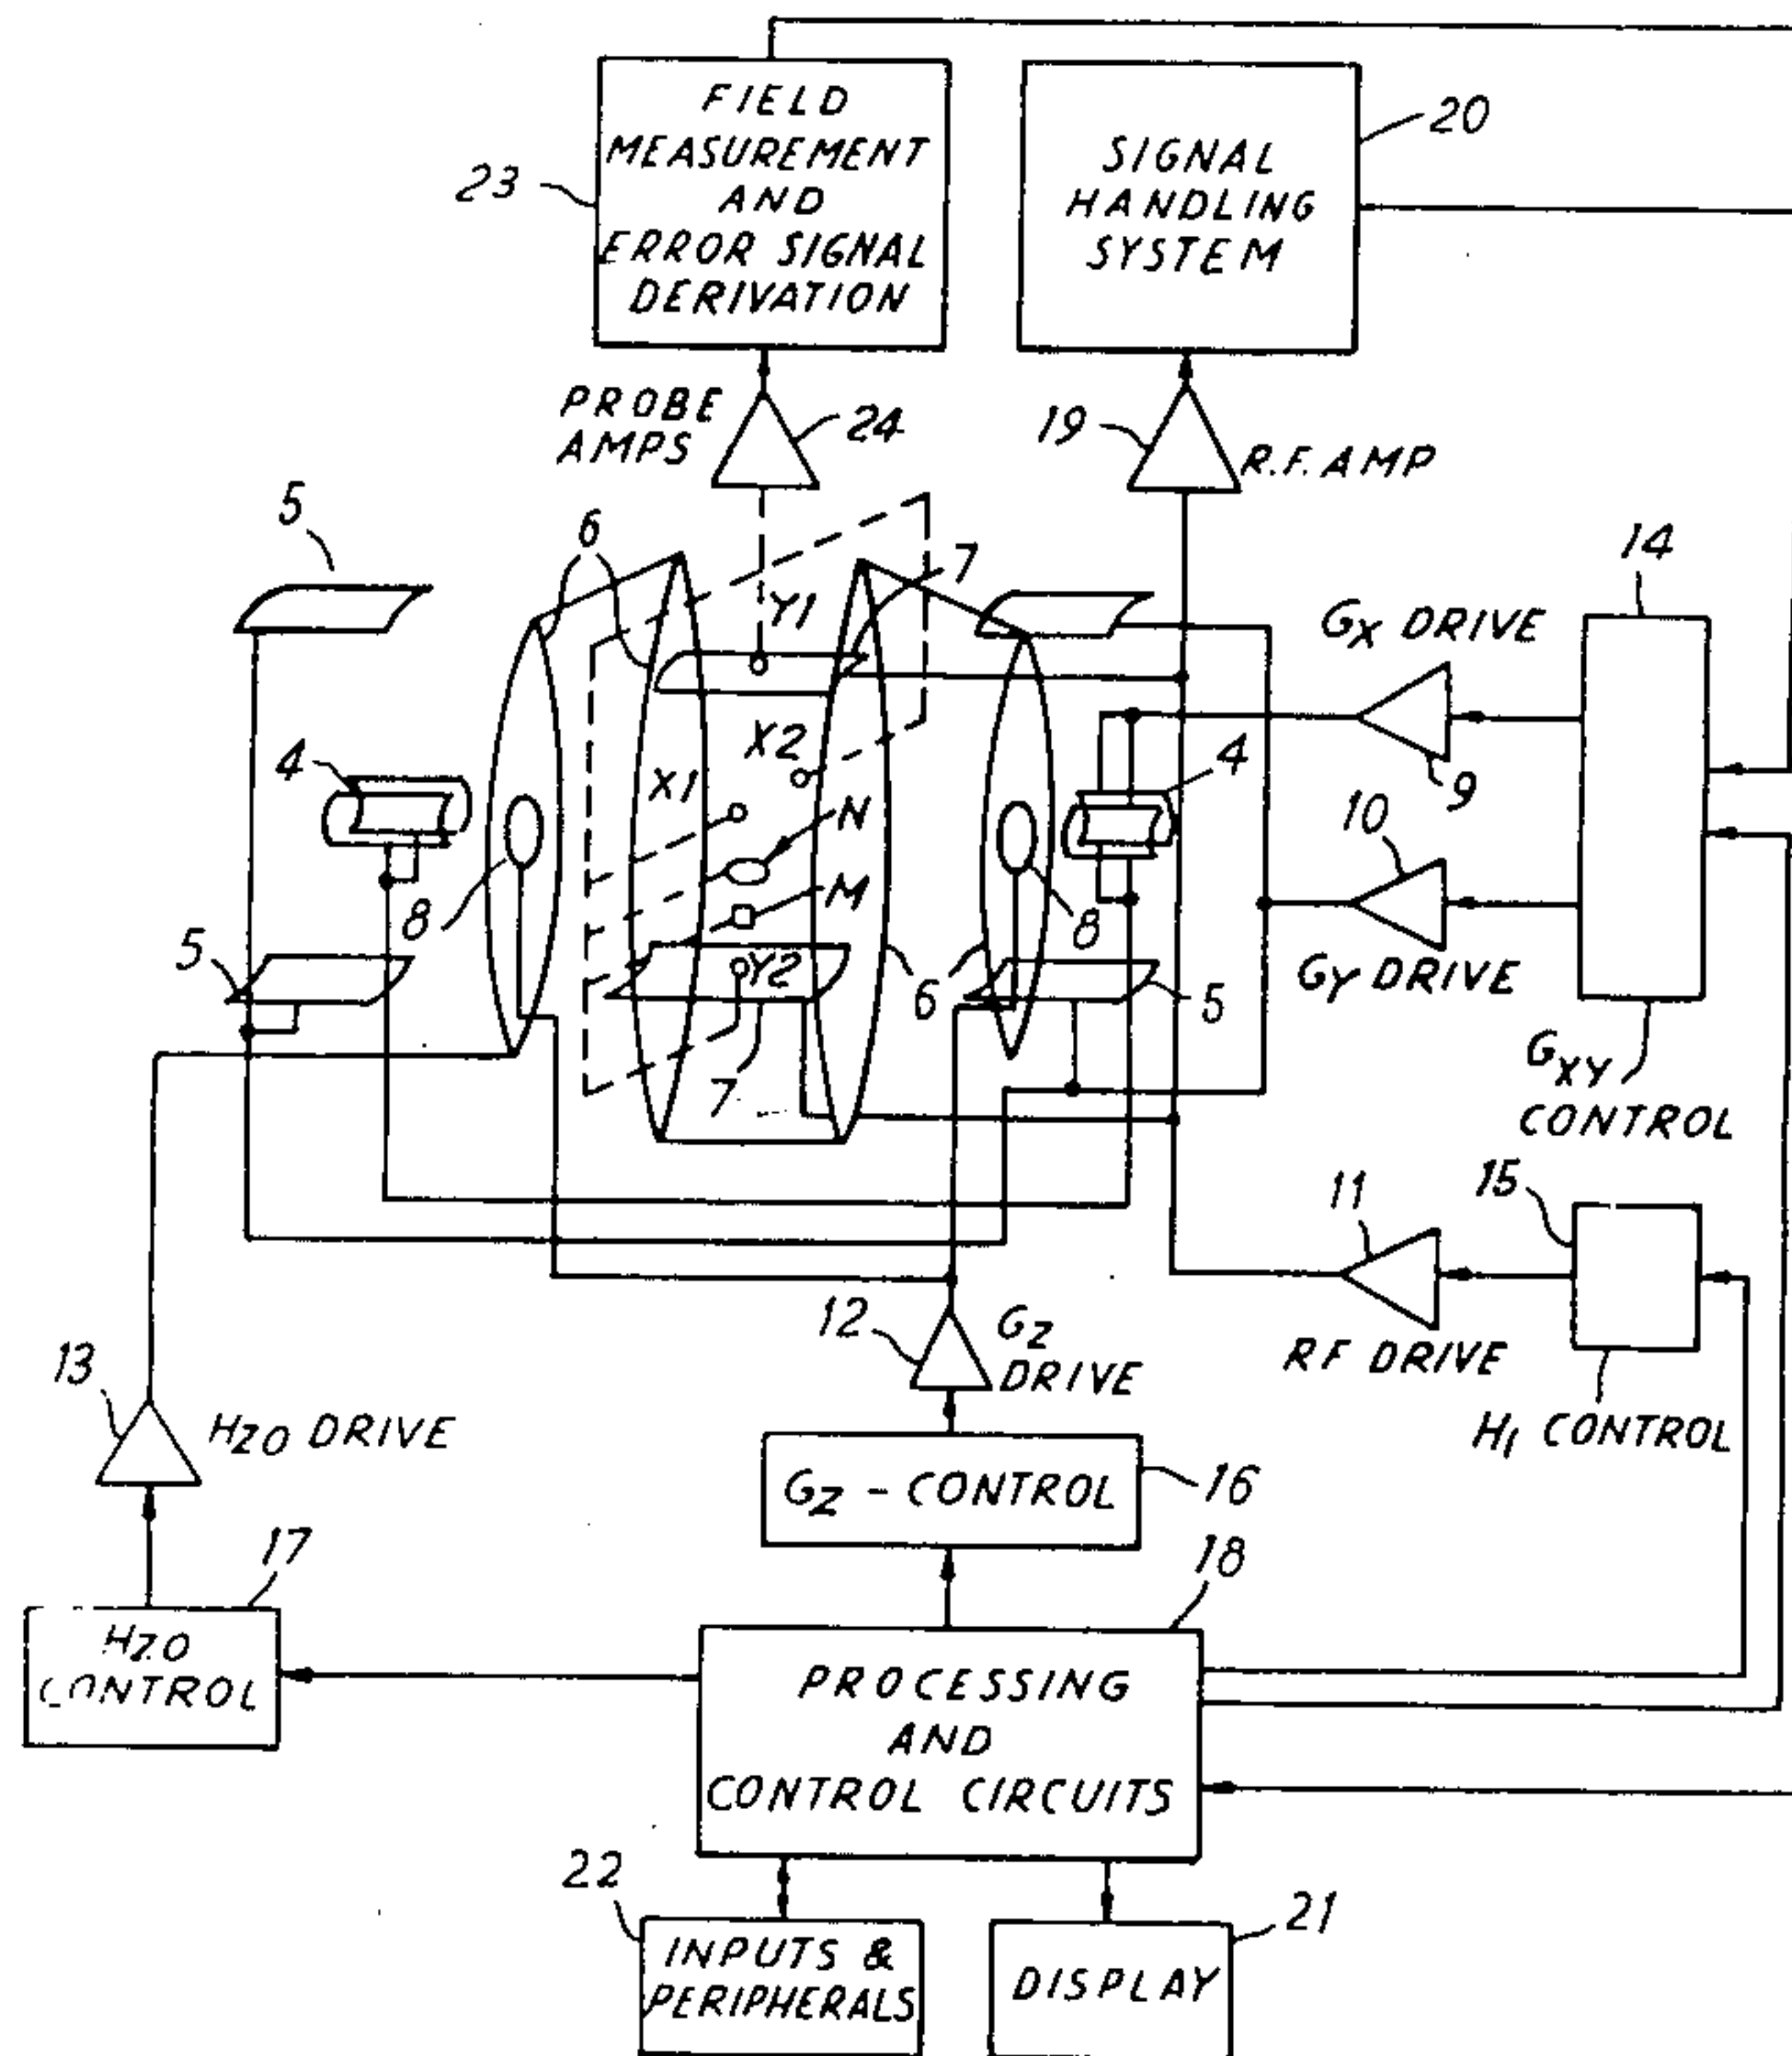 FIELD
MEASUREMENT
AND
ERROR SIGNAL
DERIVATION
23
SIGNAL
HANDLING
SYSTEM
20
PROBE
AMPS
24
19
R.F. AMP
5
6
7
14
Y1
GX DRIVE
4
X2
X1
4
9
N
10
M
8
8
5
Y2
6
5
GY DRIVE
7
GXY
CONTROL
11
15
12
GZ
DRIVE
RF DRIVE
13
HZO DRIVE
H1 CONTROL
GZ - CONTROL
16
17
18
HZO
CONTROL
PROCESSING
AND
CONTROL CIRCUITS
22
21
INPUTS &
PERIPHERALS
DISPLAY